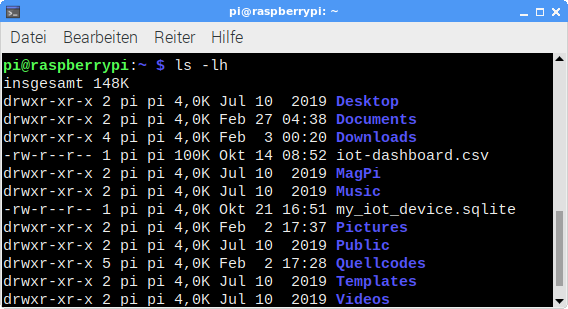 pi@raspberrypi: ~
Datei Bearbeiten Reiter Hilfe
pi@raspberrypi:~ $ ls -lh
insgesamt 148K
drwxr-xr-x 2 pi pi 4,0K Jul 10  2019 Desktop
drwxr-xr-x 2 pi pi 4,0K Feb 27 04:38 Documents
drwxr-xr-x 4 pi pi 4,0K Feb  3 00:20 Downloads
-rw-r--r-- 1 pi pi 100K Okt 14 08:52 iot-dashboard.csv
drwxr-xr-x 2 pi pi 4,0K Jul 10  2019 MagPi
drwxr-xr-x 2 pi pi 4,0K Jul 10  2019 Music
-rw-r--r-- 1 pi pi 4,0K Okt 21 16:51 my_iot_device.sqlite
drwxr-xr-x 2 pi pi 4,0K Feb  2 17:37 Pictures
drwxr-xr-x 2 pi pi 4,0K Jul 10  2019 Public
drwxr-xr-x 5 pi pi 4,0K Feb  2 17:28 Quellcodes
drwxr-xr-x 2 pi pi 4,0K Jul 10  2019 Templates
drwxr-xr-x 2 pi pi 4,0K Jul 10  2019 Videos